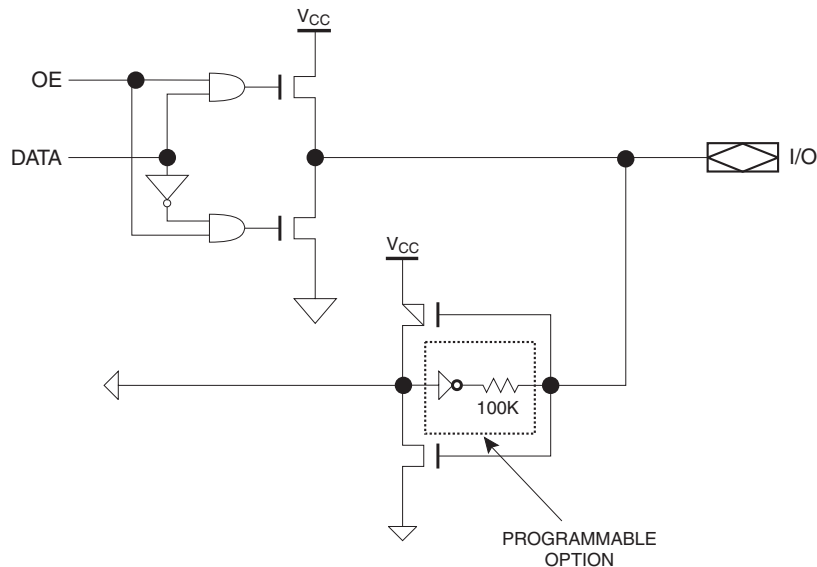 VCC
OE
DATA
I/O
VCC
100K
PROGRAMMABLE
OPTION